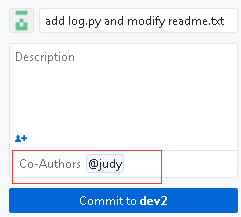 add log.py and modify readme.txt
Description
Co-Authors @judy
Commit to dev2